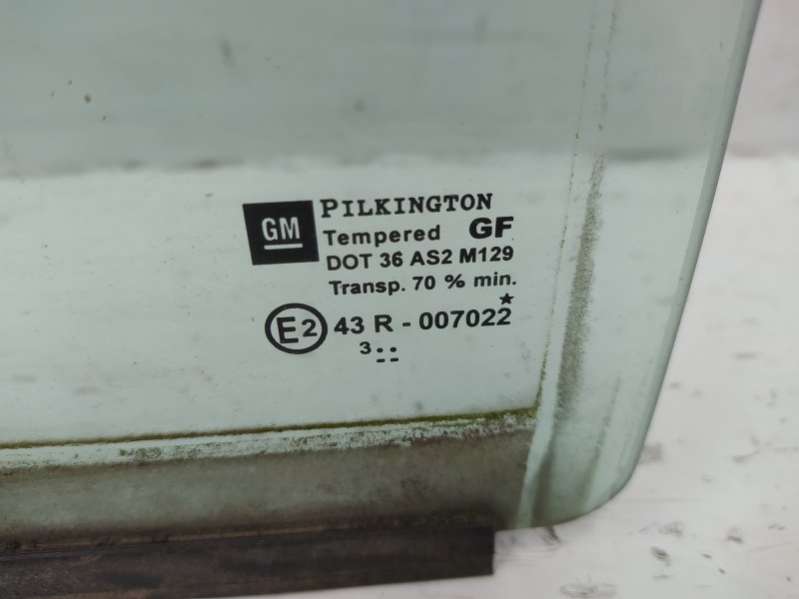 GM PILKINGTON
Tempered GF
DOT 36 AS2 M129
Transp. 70 % min.
E2 43 R - 007022
3